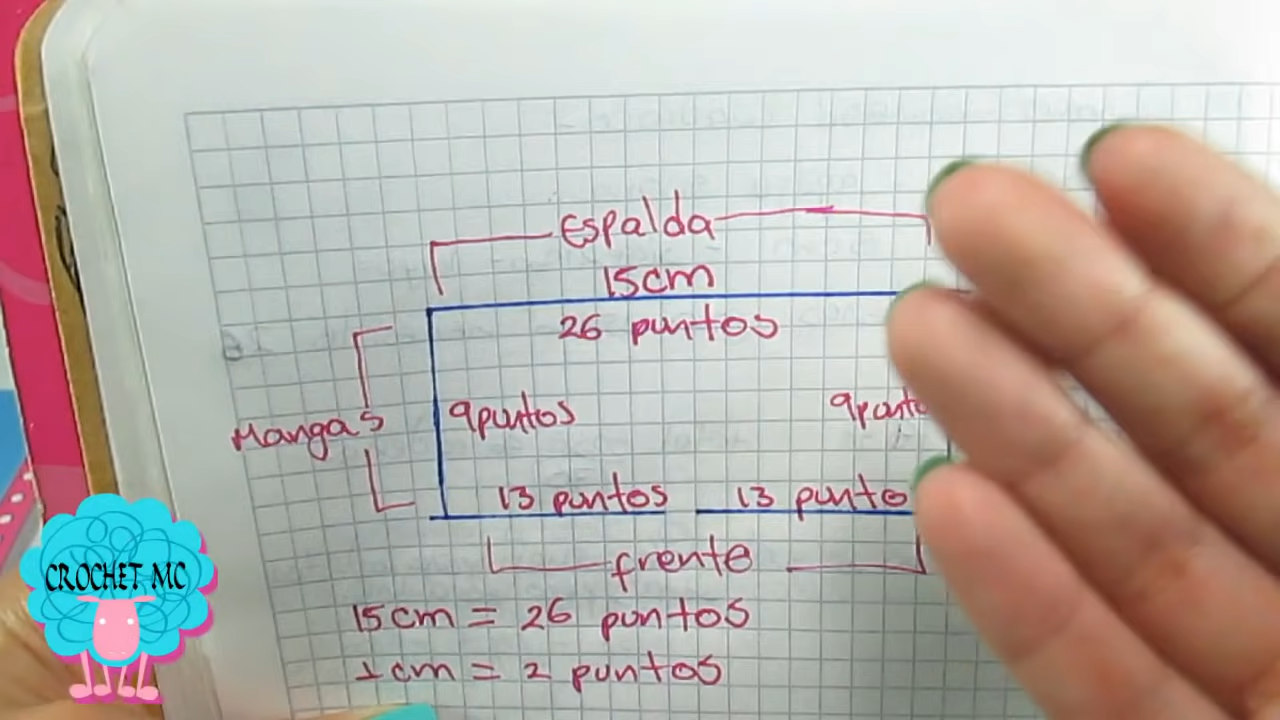 Espalda
15cm
26 puntos
Mangas
9puntos
13 puntos
13 punto
frente
15cm = 26 puntos
1cm = 2 puntos
CROCHET MC